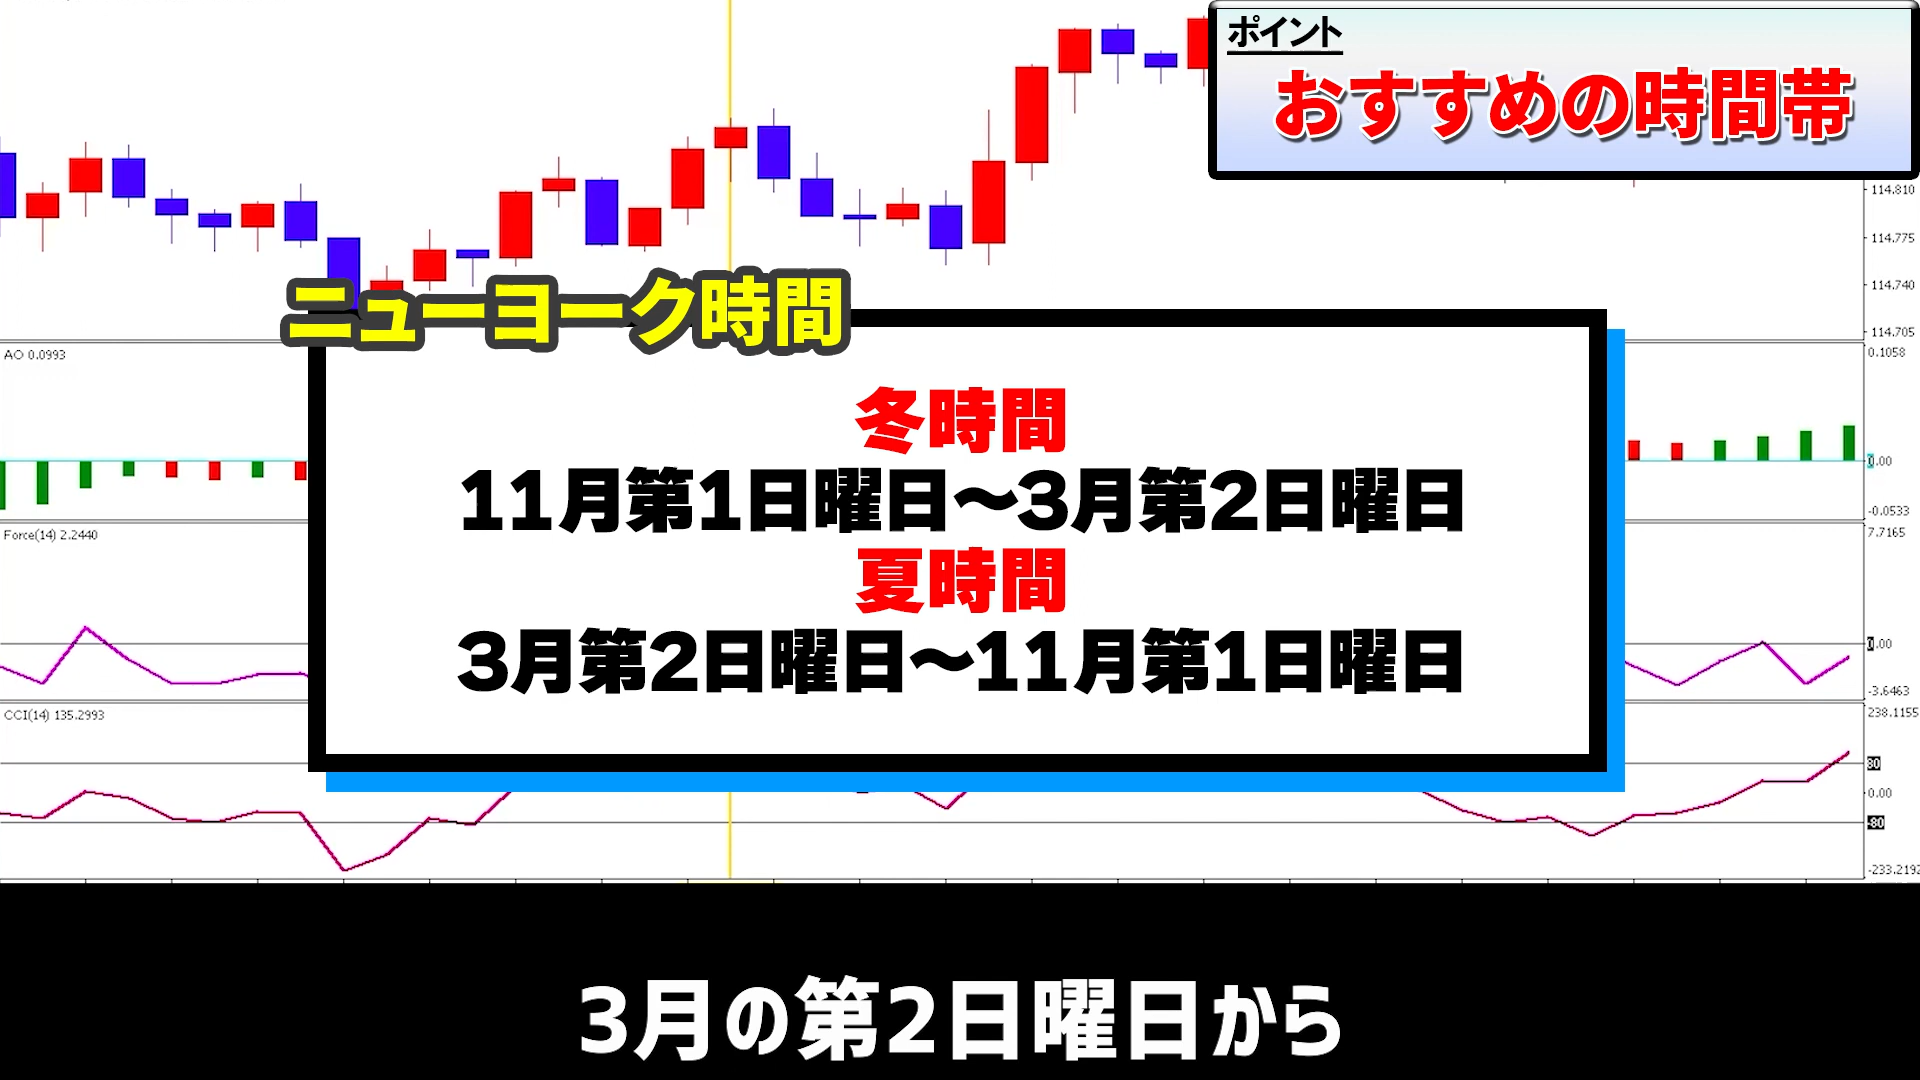 ポイント
おすすめの時間帯
114.810
114.775
114.740
114.705
ニューヨーク時間
冬時間
11月第1日曜日～3月第2日曜日
夏時間
3月第2日曜日～11月第1日曜日
AO 0.0993
0.1058
0.00
-0.0533
Force(14) 2.2440
7.7165
0.00
-3.6463
CCI(14) 135.2993
238.1155
80
0.00
-80
-233.2192
3月の第2日曜日から